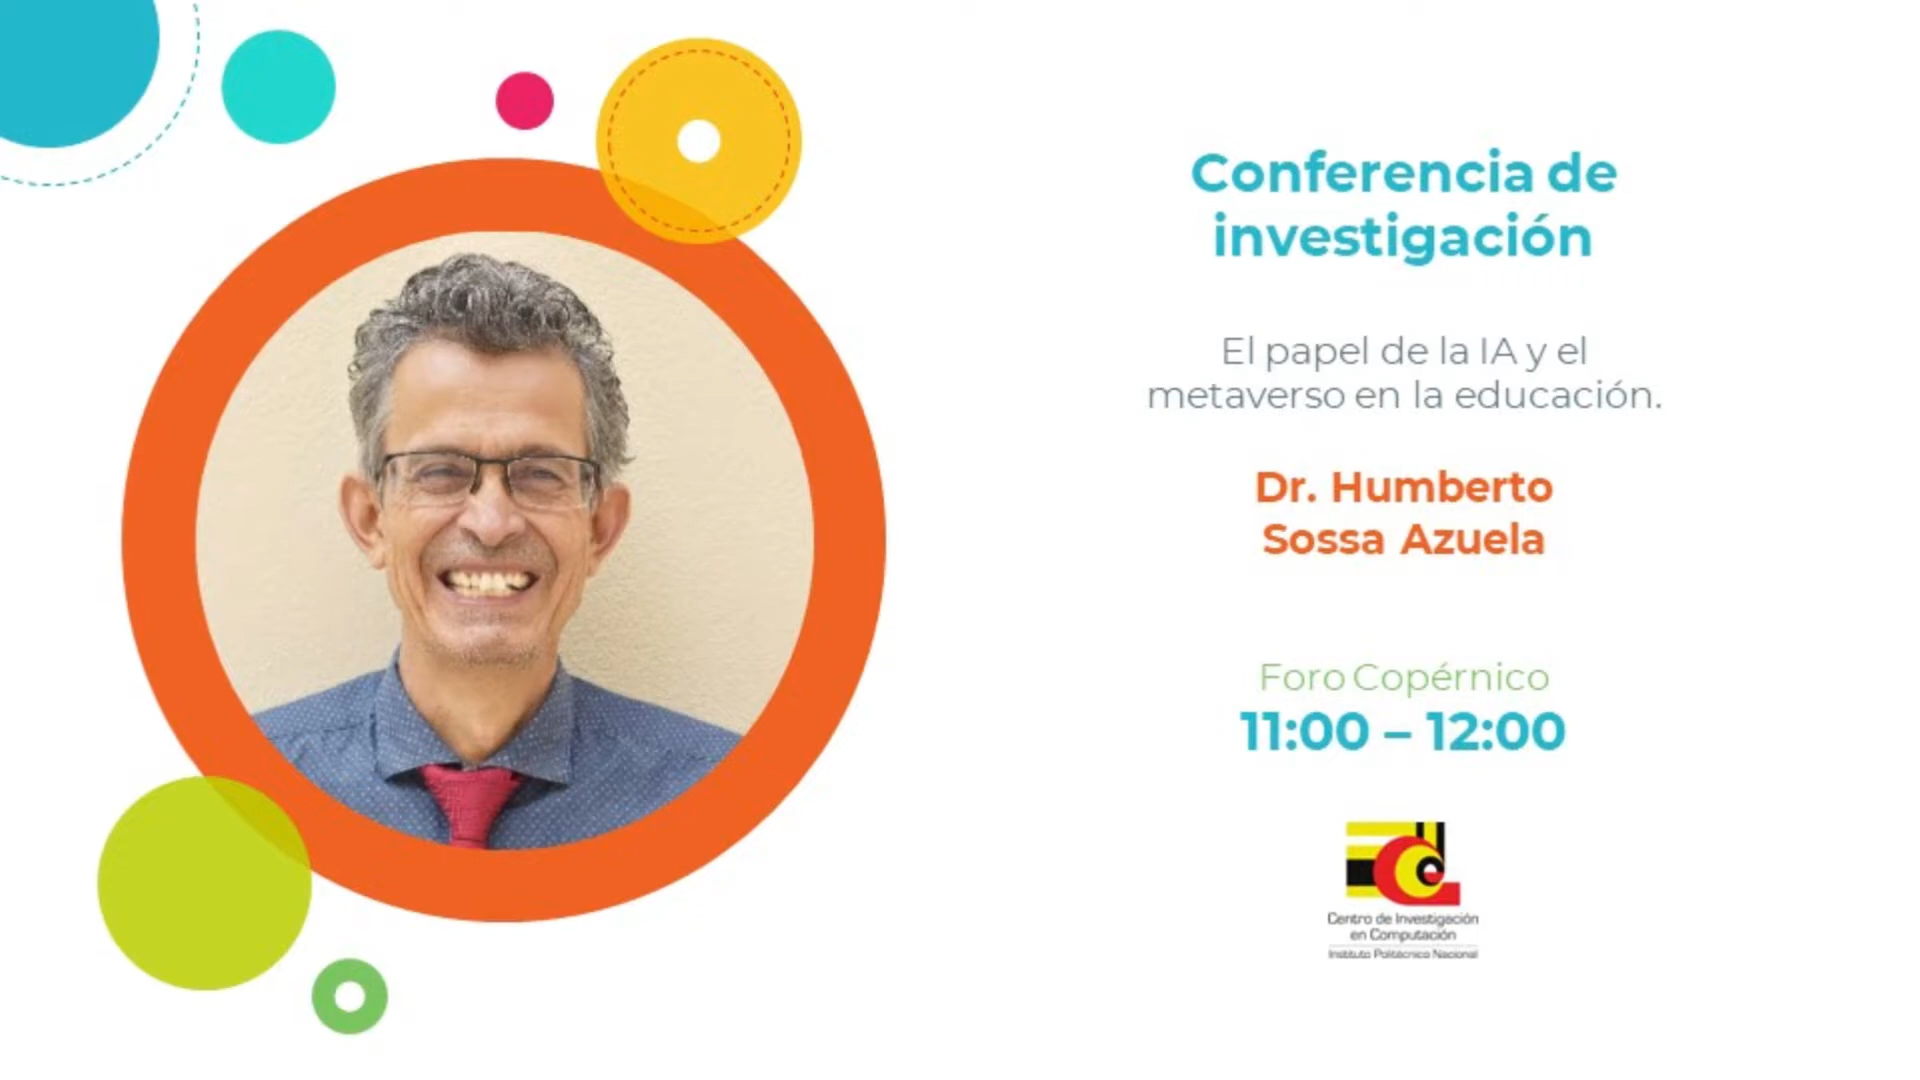 Conferencia de
investigación
El papel de la IA y el
metaverso en la educación.
Dr. Humberto
Sossa Azuela
Foro Copérnico
11:00 – 12:00
Centro de Investigación
en Computación
Instituto Politécnico Nacional